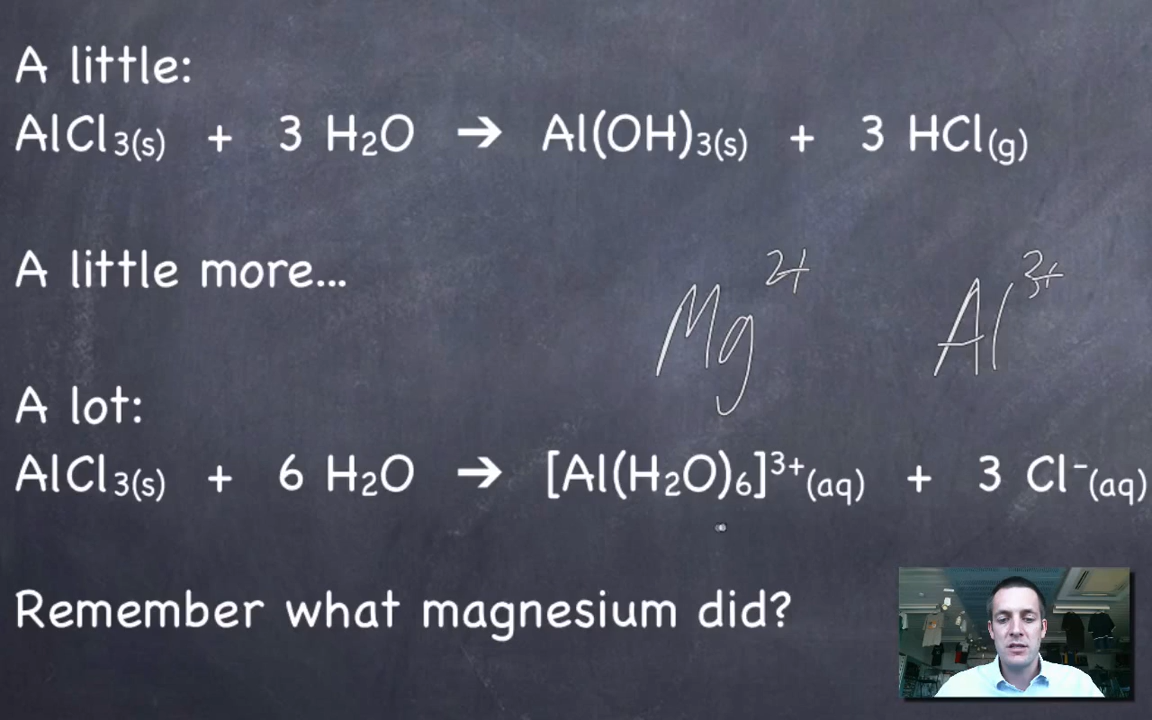 A little:
AlCl₃(s) + 3 H₂O → Al(OH)₃(s) + 3 HCl(g)
A little more...
Mg²⁺ Al³⁺
A lot:
AlCl₃(s) + 6 H₂O → [Al(H₂O)₆]³⁺(aq) + 3 Cl⁻(aq)
Remember what magnesium did?